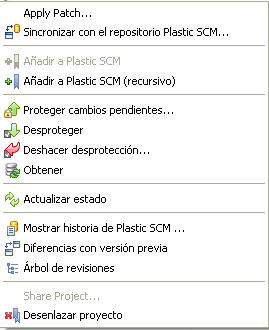 Apply Patch...
Sincronizar con el repositorio Plastic SCM...
Añadir a Plastic SCM
Añadir a Plastic SCM (recursivo)
Proteger cambios pendientes...
Desproteger
Deshacer desprotección...
Obtener
Actualizar estado
Mostrar historia de Plastic SCM ...
Diferencias con versión previa
Árbol de revisiones
Share Project...
Desenlazar proyecto